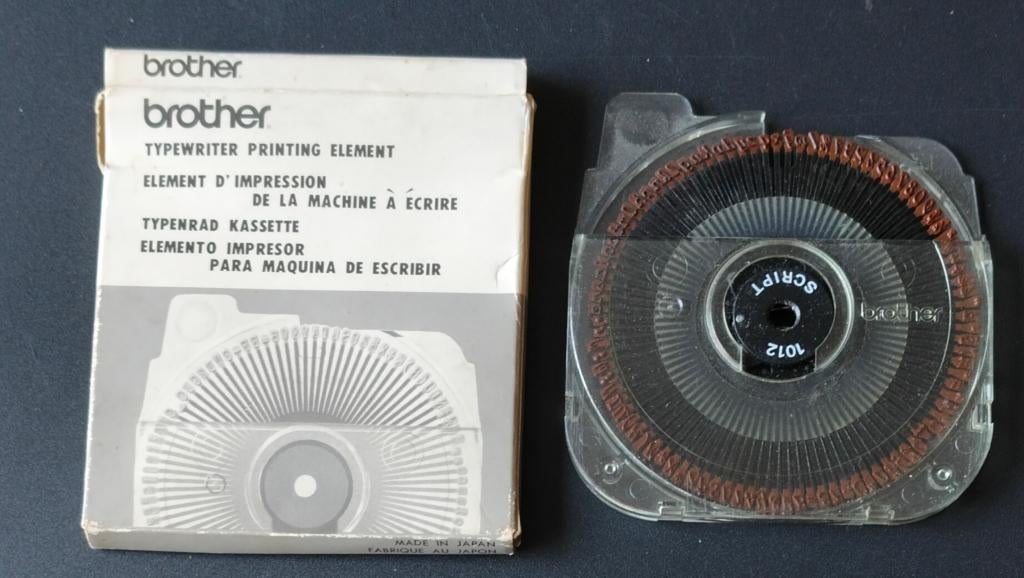 brother
brother
TYPEWRITER PRINTING ELEMENT
ELEMENT D'IMPRESSION
DE LA MACHINE À ÉCRIRE
TYPENRAD KASSETTE
ELEMENTO IMPRESOR
PARA MAQUINA DE ESCRIBIR
MADE IN JAPAN
FABRIQUE AU JAPON
SCRIPT
1012
brother